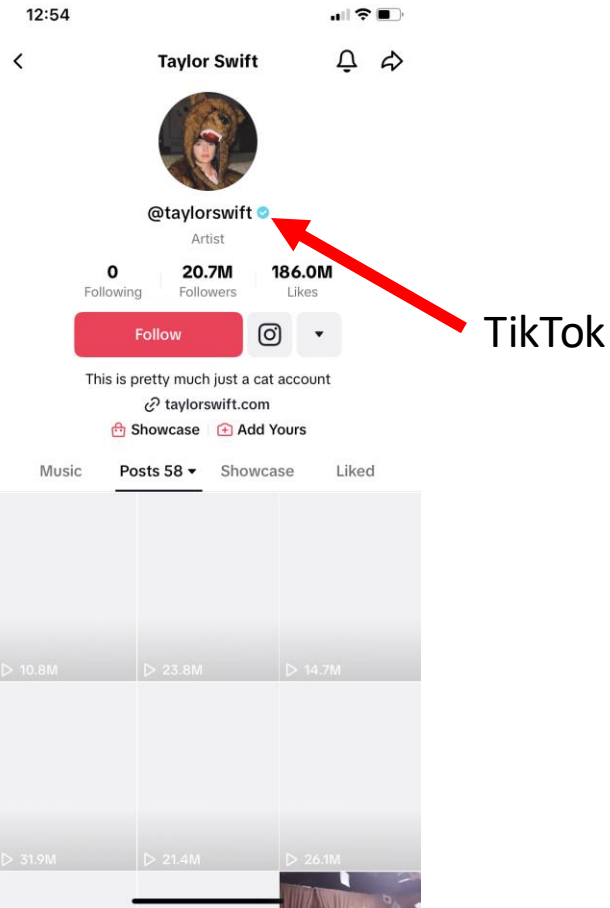 12:54
Taylor Swift
@taylorswift
Artist
0 20.7M 186.0M
Following Followers Likes
Follow
TikTok
This is pretty much just a cat account
taylorswift.com
Showcase Add Yours
Music Posts 58 Showcase Liked
10.8M 23.8M 14.7M
31.9M 21.4M 26.1M